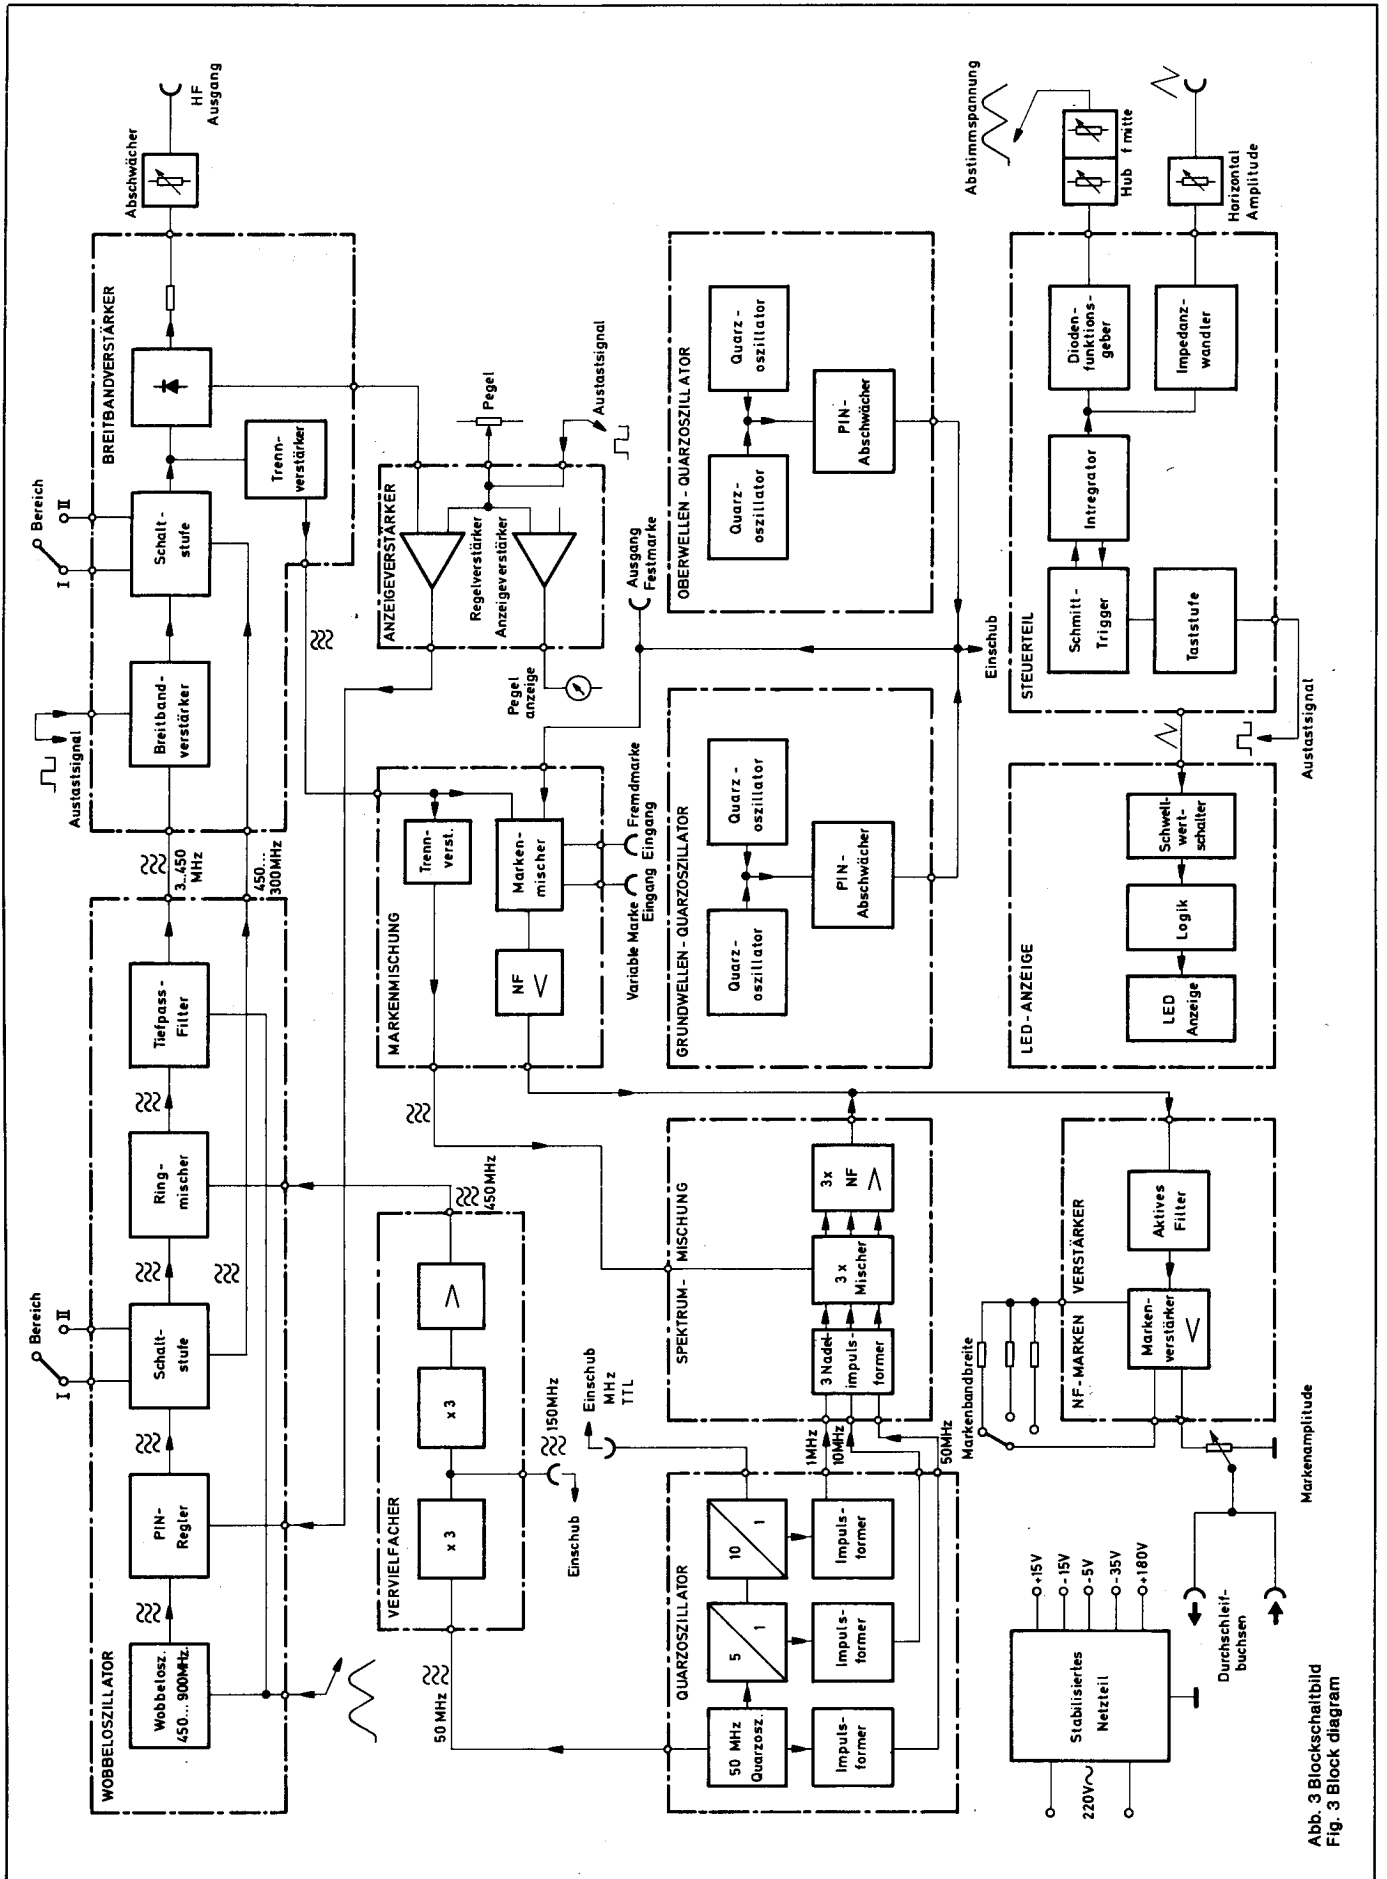 WOBBELOSZILLATOR
Wobbelosz.
450...900MHz.
PIN-
Regler
Bereich
I
II
Schalt-
stufe
Ring-
mischer
Tiefpass-
Filter
3...450
MHz
450...
300MHz
BREITBANDVERSTÄRKER
Austastsignal
Breitband-
verstärker
Bereich
I
II
Schalt-
stufe
Trenn-
verstärker
Abschwächer
HF
Ausgang
VERVIELFACHER
x 3
x 3
50 MHz
450MHz
150MHz
Einschub
Einschub
MHz
TTL
MARKENMISCHUNG
Trenn-
verst.
Marken-
mischer
NF
Variable Marke
Eingang
Fremdmarke
Eingang
ANZEIGEVERSTÄRKER
Regelverstärker
Anzeigeverstärker
Pegel
anzeige
Pegel
Austastsignal
Ausgang
Festmarke
QUARZOSZILLATOR
50 MHz
Quarzosz.
5
1
10
1
Impuls-
former
Impuls-
former
Impuls-
former
1MHz
10MHz
50MHz
SPEKTRUM-MISCHUNG
3 Nadel-
impuls-
former
3 x
Mischer
3x
NF
GRUNDWELLEN-QUARZOSZILLATOR
Quarz-
oszillator
Quarz-
oszillator
PIN-
Abschwächer
OBERWELLEN-QUARZOSZILLATOR
Quarz-
oszillator
Quarz-
oszillator
PIN-
Abschwächer
Einschub
Stabilisiertes
Netzteil
220V~
+15V
-15V
-5V
-35V
+180V
Durchschleif-
buchsen
Markenamplitude
Markenbandbreite
NF-MARKEN VERSTÄRKER
Marken-
verstärker
Aktives
Filter
LED-ANZEIGE
LED
Anzeige
Logik
Schwell-
wert-
schalter
Austastsignal
STEUERTEIL
Schmitt-
Trigger
Intregrator
Taststufe
Dioden-
funktions-
geber
Impedanz-
wandler
Hub
f mitte
Abstimmspannung
Horizontal
Amplitude
Abb. 3 Blockschaltbild
Fig. 3 Block diagram